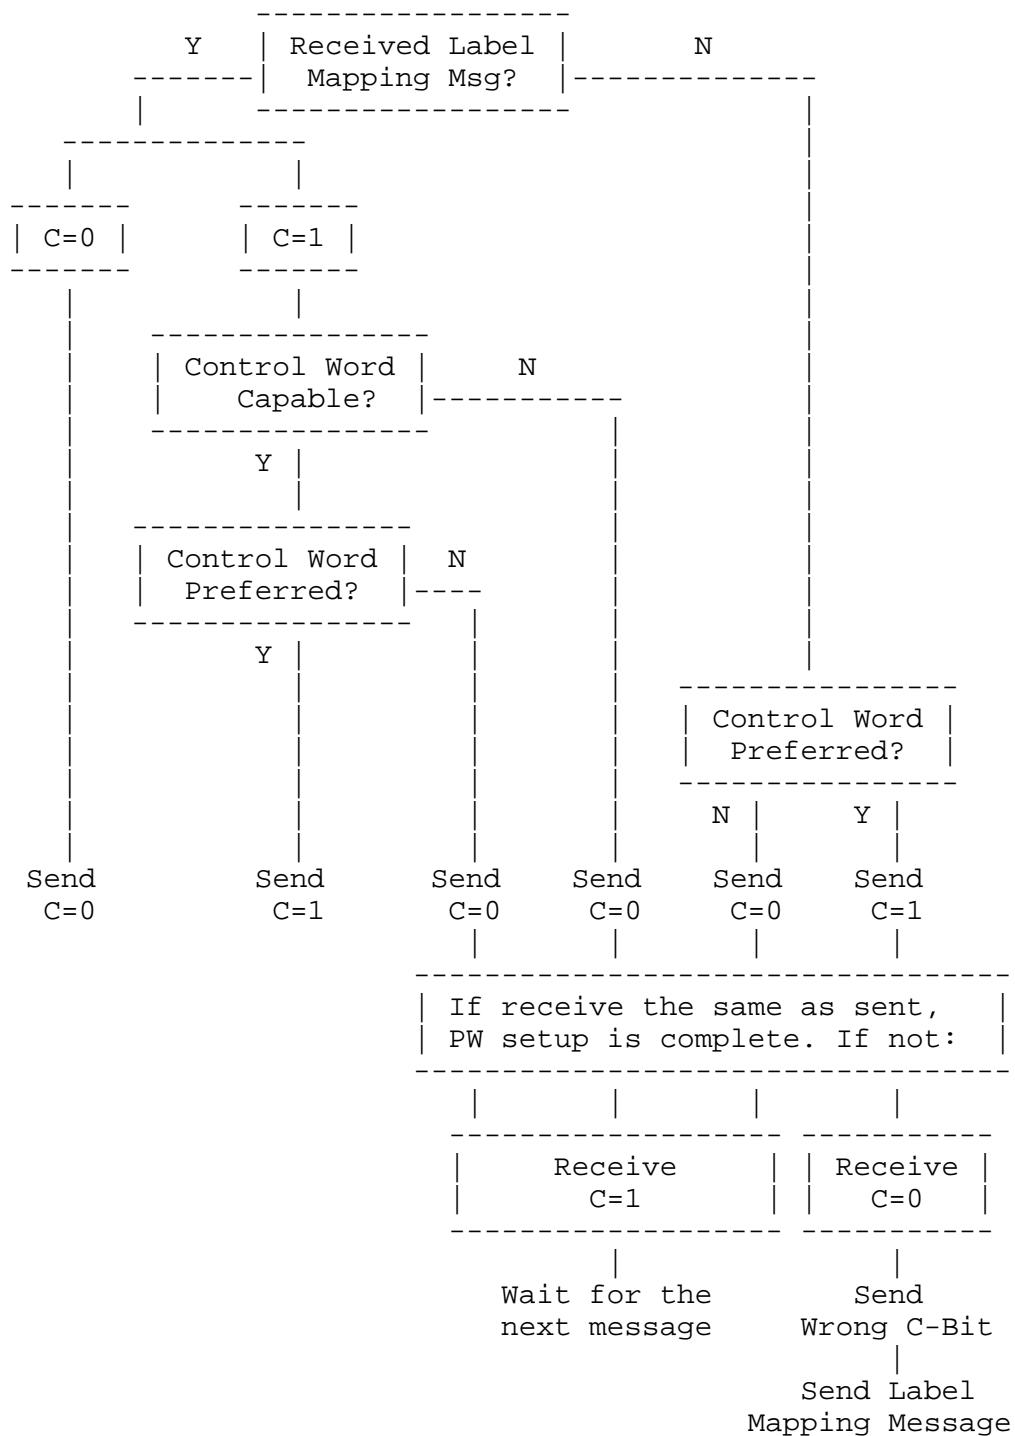 Y Received Label N
Mapping Msg?
C=0 C=1
Control Word N
Capable?
Y
Control Word N
Preferred?
Y
Control Word
Preferred?
N Y
Send Send Send Send Send Send
C=0 C=1 C=0 C=0 C=0 C=1
If receive the same as sent,
PW setup is complete. If not:
Receive Receive
C=1 C=0
Wait for the Send
next message Wrong C-Bit
Send Label
Mapping Message